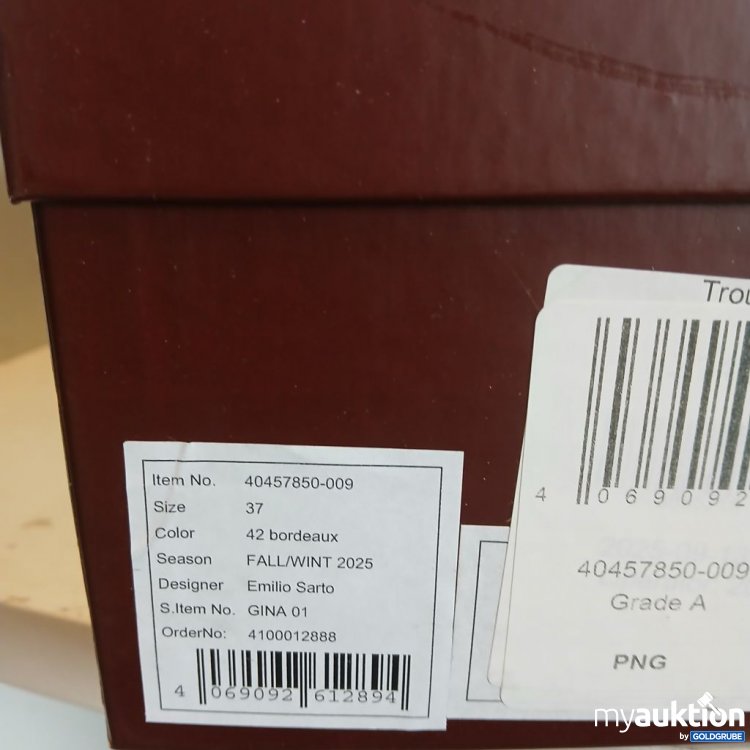 Item No. 40457850-009
Size 37
Color 42 bordeaux
Season FALL/WINT 2025
Designer Emilio Sarto
S.Item No. GINA 01
OrderNo: 4100012888
4 069092 612894
4 069092
40457850-009
Grade A
PNG
myauktion
by GOLDGRUBE